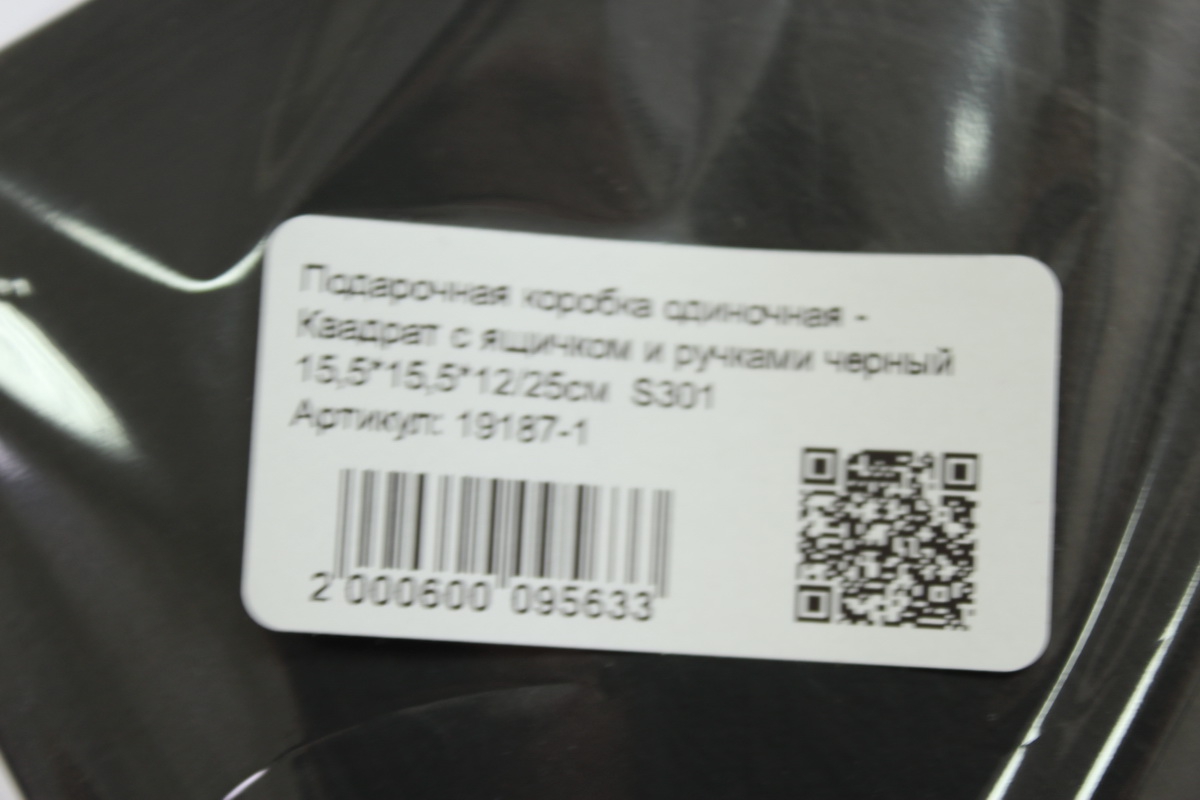 Подарочная коробка одиночная -
Квадрат с ящичком и ручками черный
15,5*15,5*12/25см S301
Артикул: 19187-1
2 000600 095633